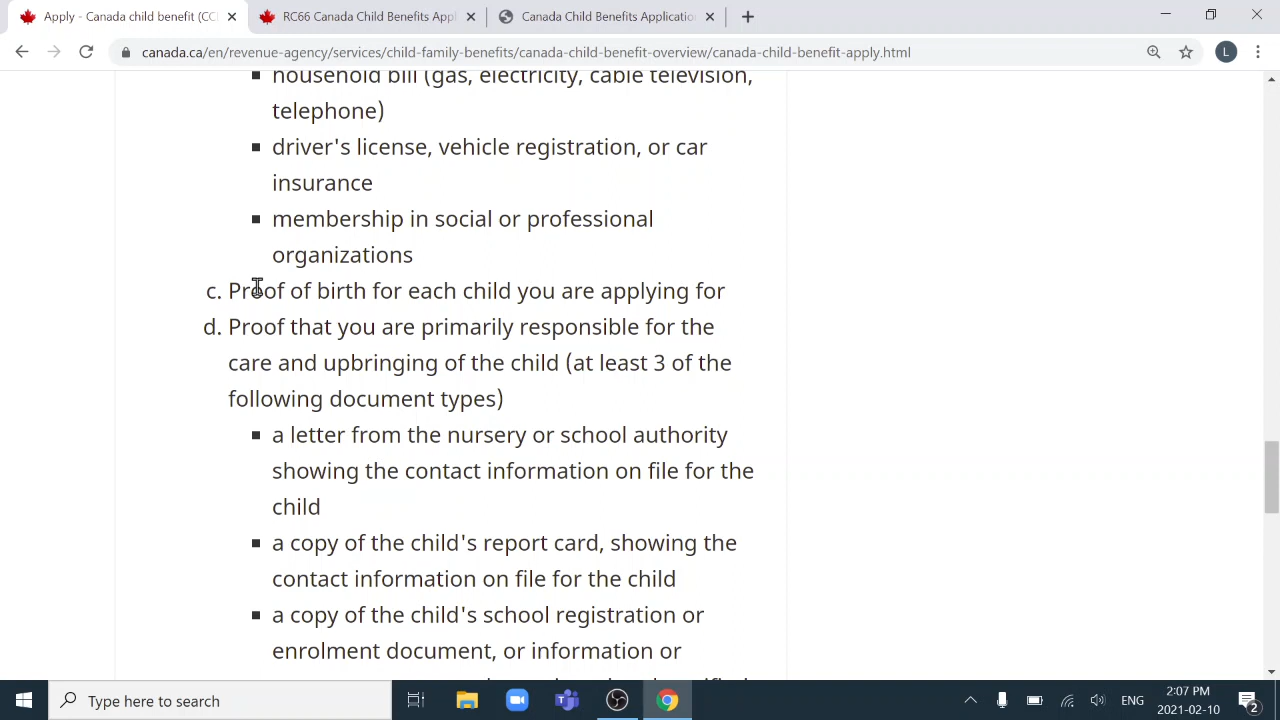 Apply - Canada child benefit (CC
RC66 Canada Child Benefits Appl
Canada Child Benefits Applicatio
canada.ca/en/revenue-agency/services/child-family-benefits/canada-child-benefit-overview/canada-child-benefit-apply.html
L
household bill (gas, electricity, cable television,
telephone)
driver's license, vehicle registration, or car
insurance
membership in social or professional
organizations
c. Proof of birth for each child you are applying for
d. Proof that you are primarily responsible for the
care and upbringing of the child (at least 3 of the
following document types)
a letter from the nursery or school authority
showing the contact information on file for the
child
a copy of the child's report card, showing the
contact information on file for the child
a copy of the child's school registration or
enrolment document, or information or
Type here to search
ENG
2:07 PM
2021-02-10
2